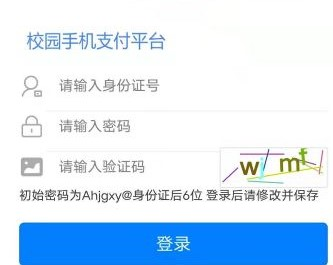 校园手机支付平台
请输入身份证号
请输入密码
请输入验证码 wimf
初始密码为Ahjgxy@身份证后6位 登录后请修改并保存
登录